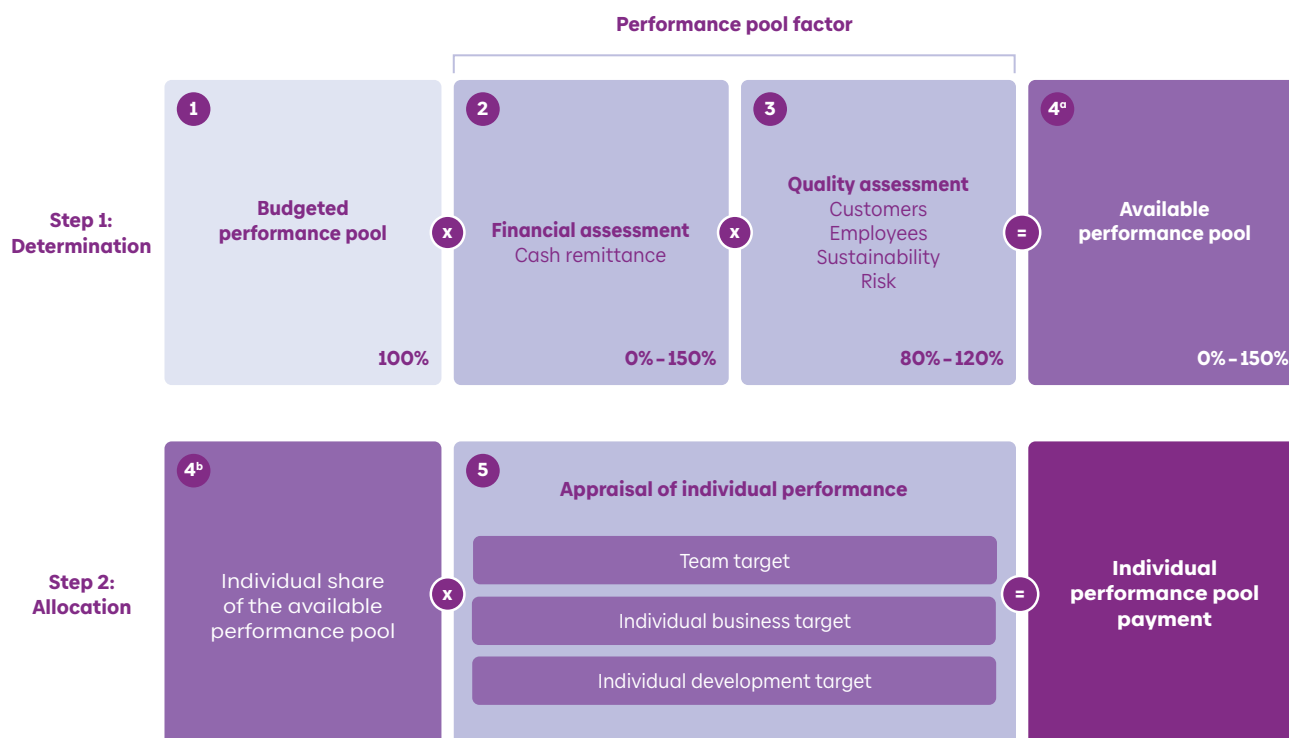 Performance pool factor
Step 1:
Determination
1
Budgeted
performance pool
100%
x
2
Financial assessment
Cash remittance
0%–150%
x
3
Quality assessment
Customers
Employees
Sustainability
Risk
80%–120%
=
4ᵃ
Available
performance pool
0%–150%
Step 2:
Allocation
4ᵇ
Individual share
of the available
performance pool
x
5
Appraisal of individual performance
Team target
Individual business target
Individual development target
=
Individual
performance pool
payment